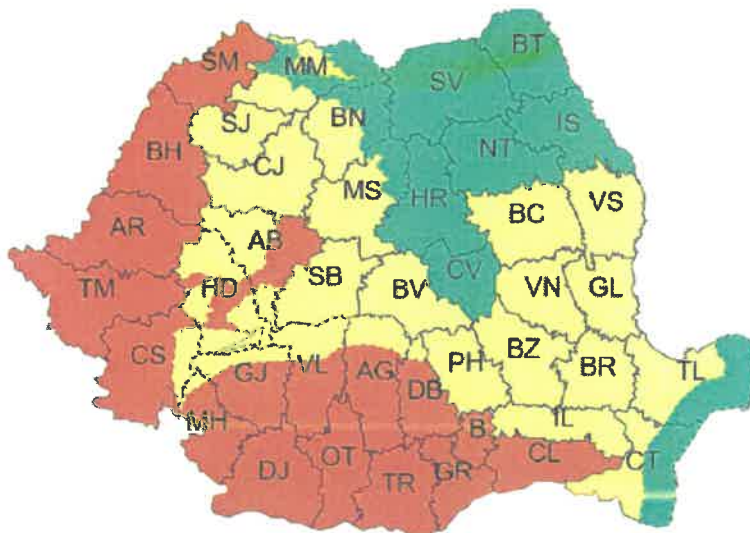 BT
SM
MM
SV
SJ
BN
IS
BH
CJ
NT
MS
HR
BC
VS
AR
AB
TM
HD
SB
BV
CV
VN
GL
CS
GJ
VL
AG
PH
BZ
BR
TL
DB
MH
B
IL
DJ
OT
TR
GR
CL
CT